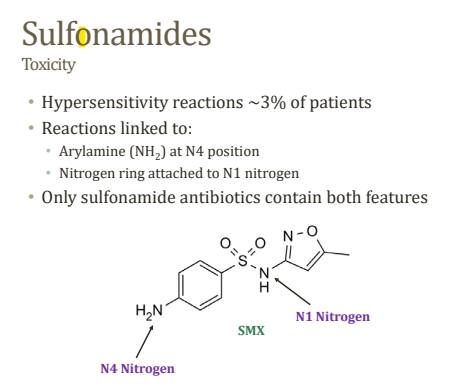 Sulfonamides
Toxicity
• Hypersensitivity reactions ~3% of patients
• Reactions linked to:
• Arylamine (NH₂) at N4 position
• Nitrogen ring attached to N1 nitrogen
• Only sulfonamide antibiotics contain both features
N O
O O
S
N
H
H₂N
N1 Nitrogen
SMX
N4 Nitrogen